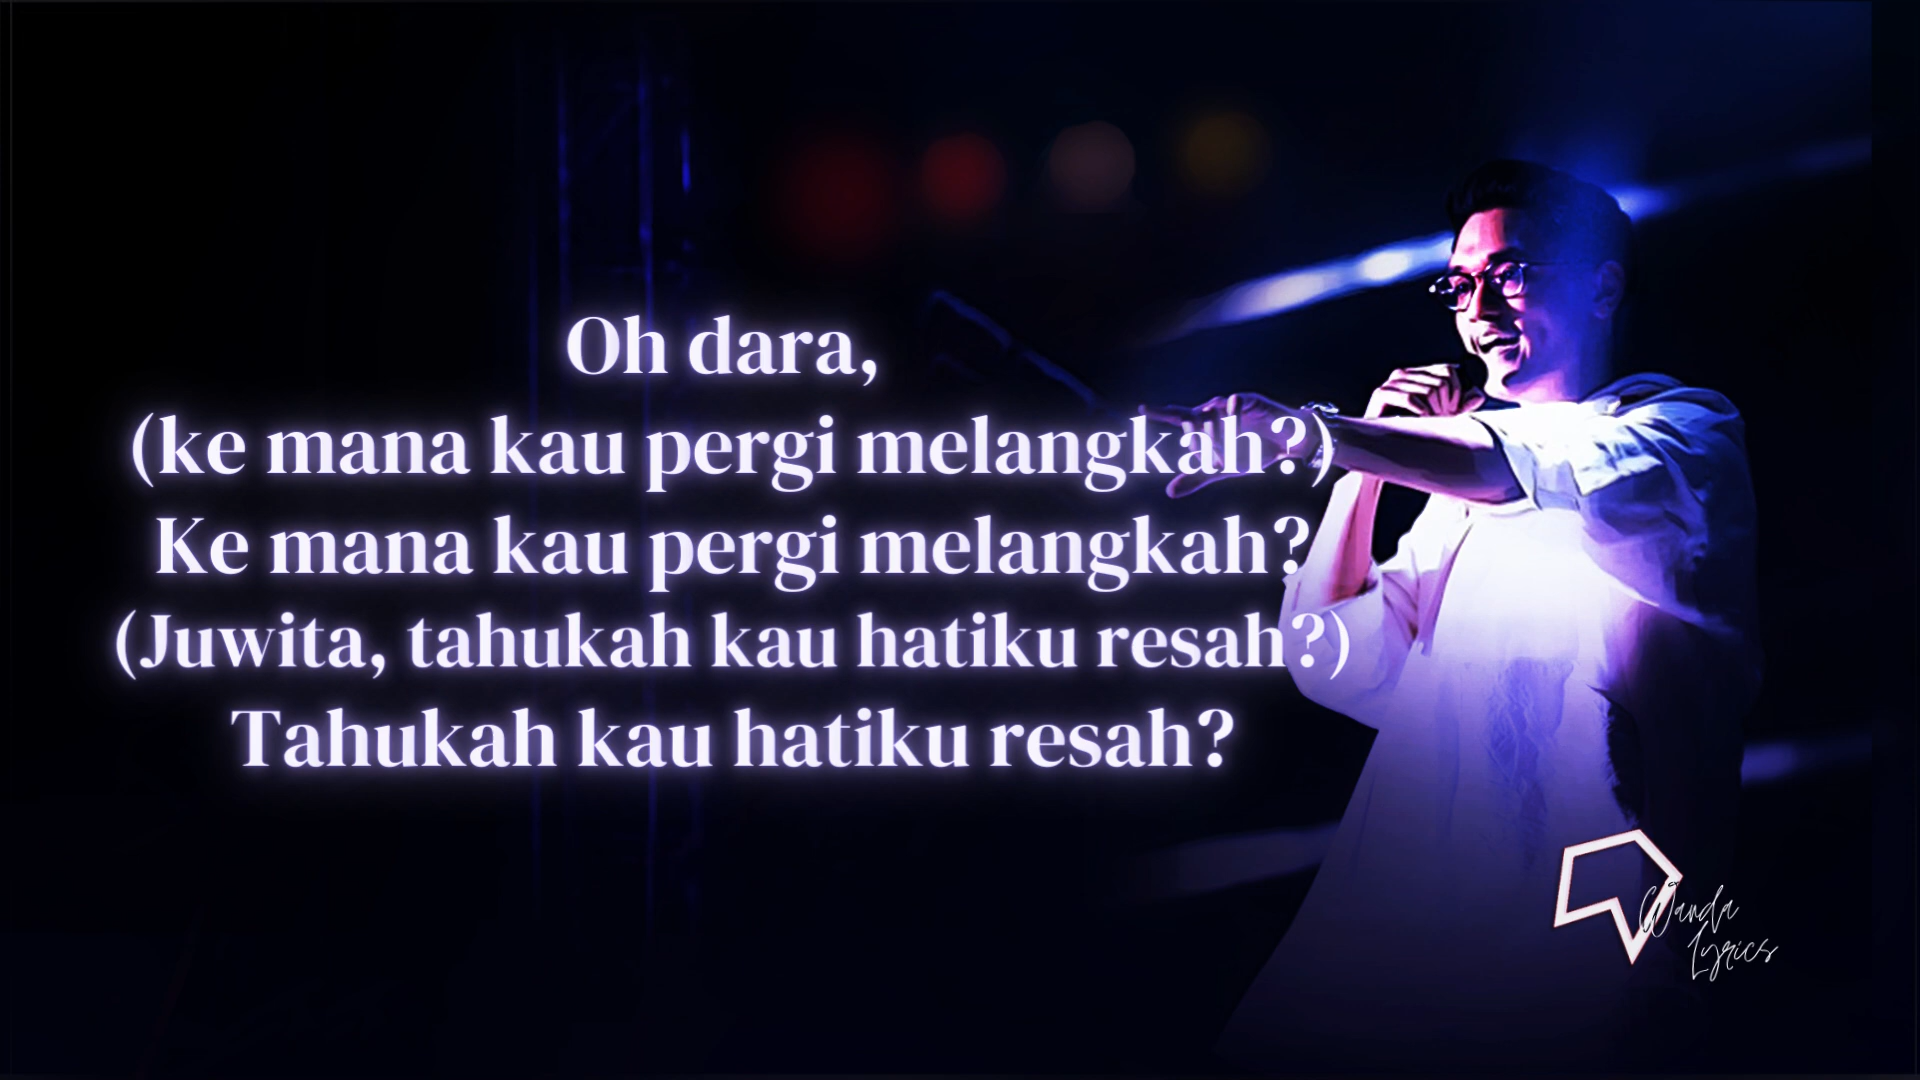 Oh dara,
(ke mana kau pergi melangkah?)
Ke mana kau pergi melangkah?
(Juwita, tahukah kau hatiku resah?)
Tahukah kau hatiku resah?
Wanda
Lyrics